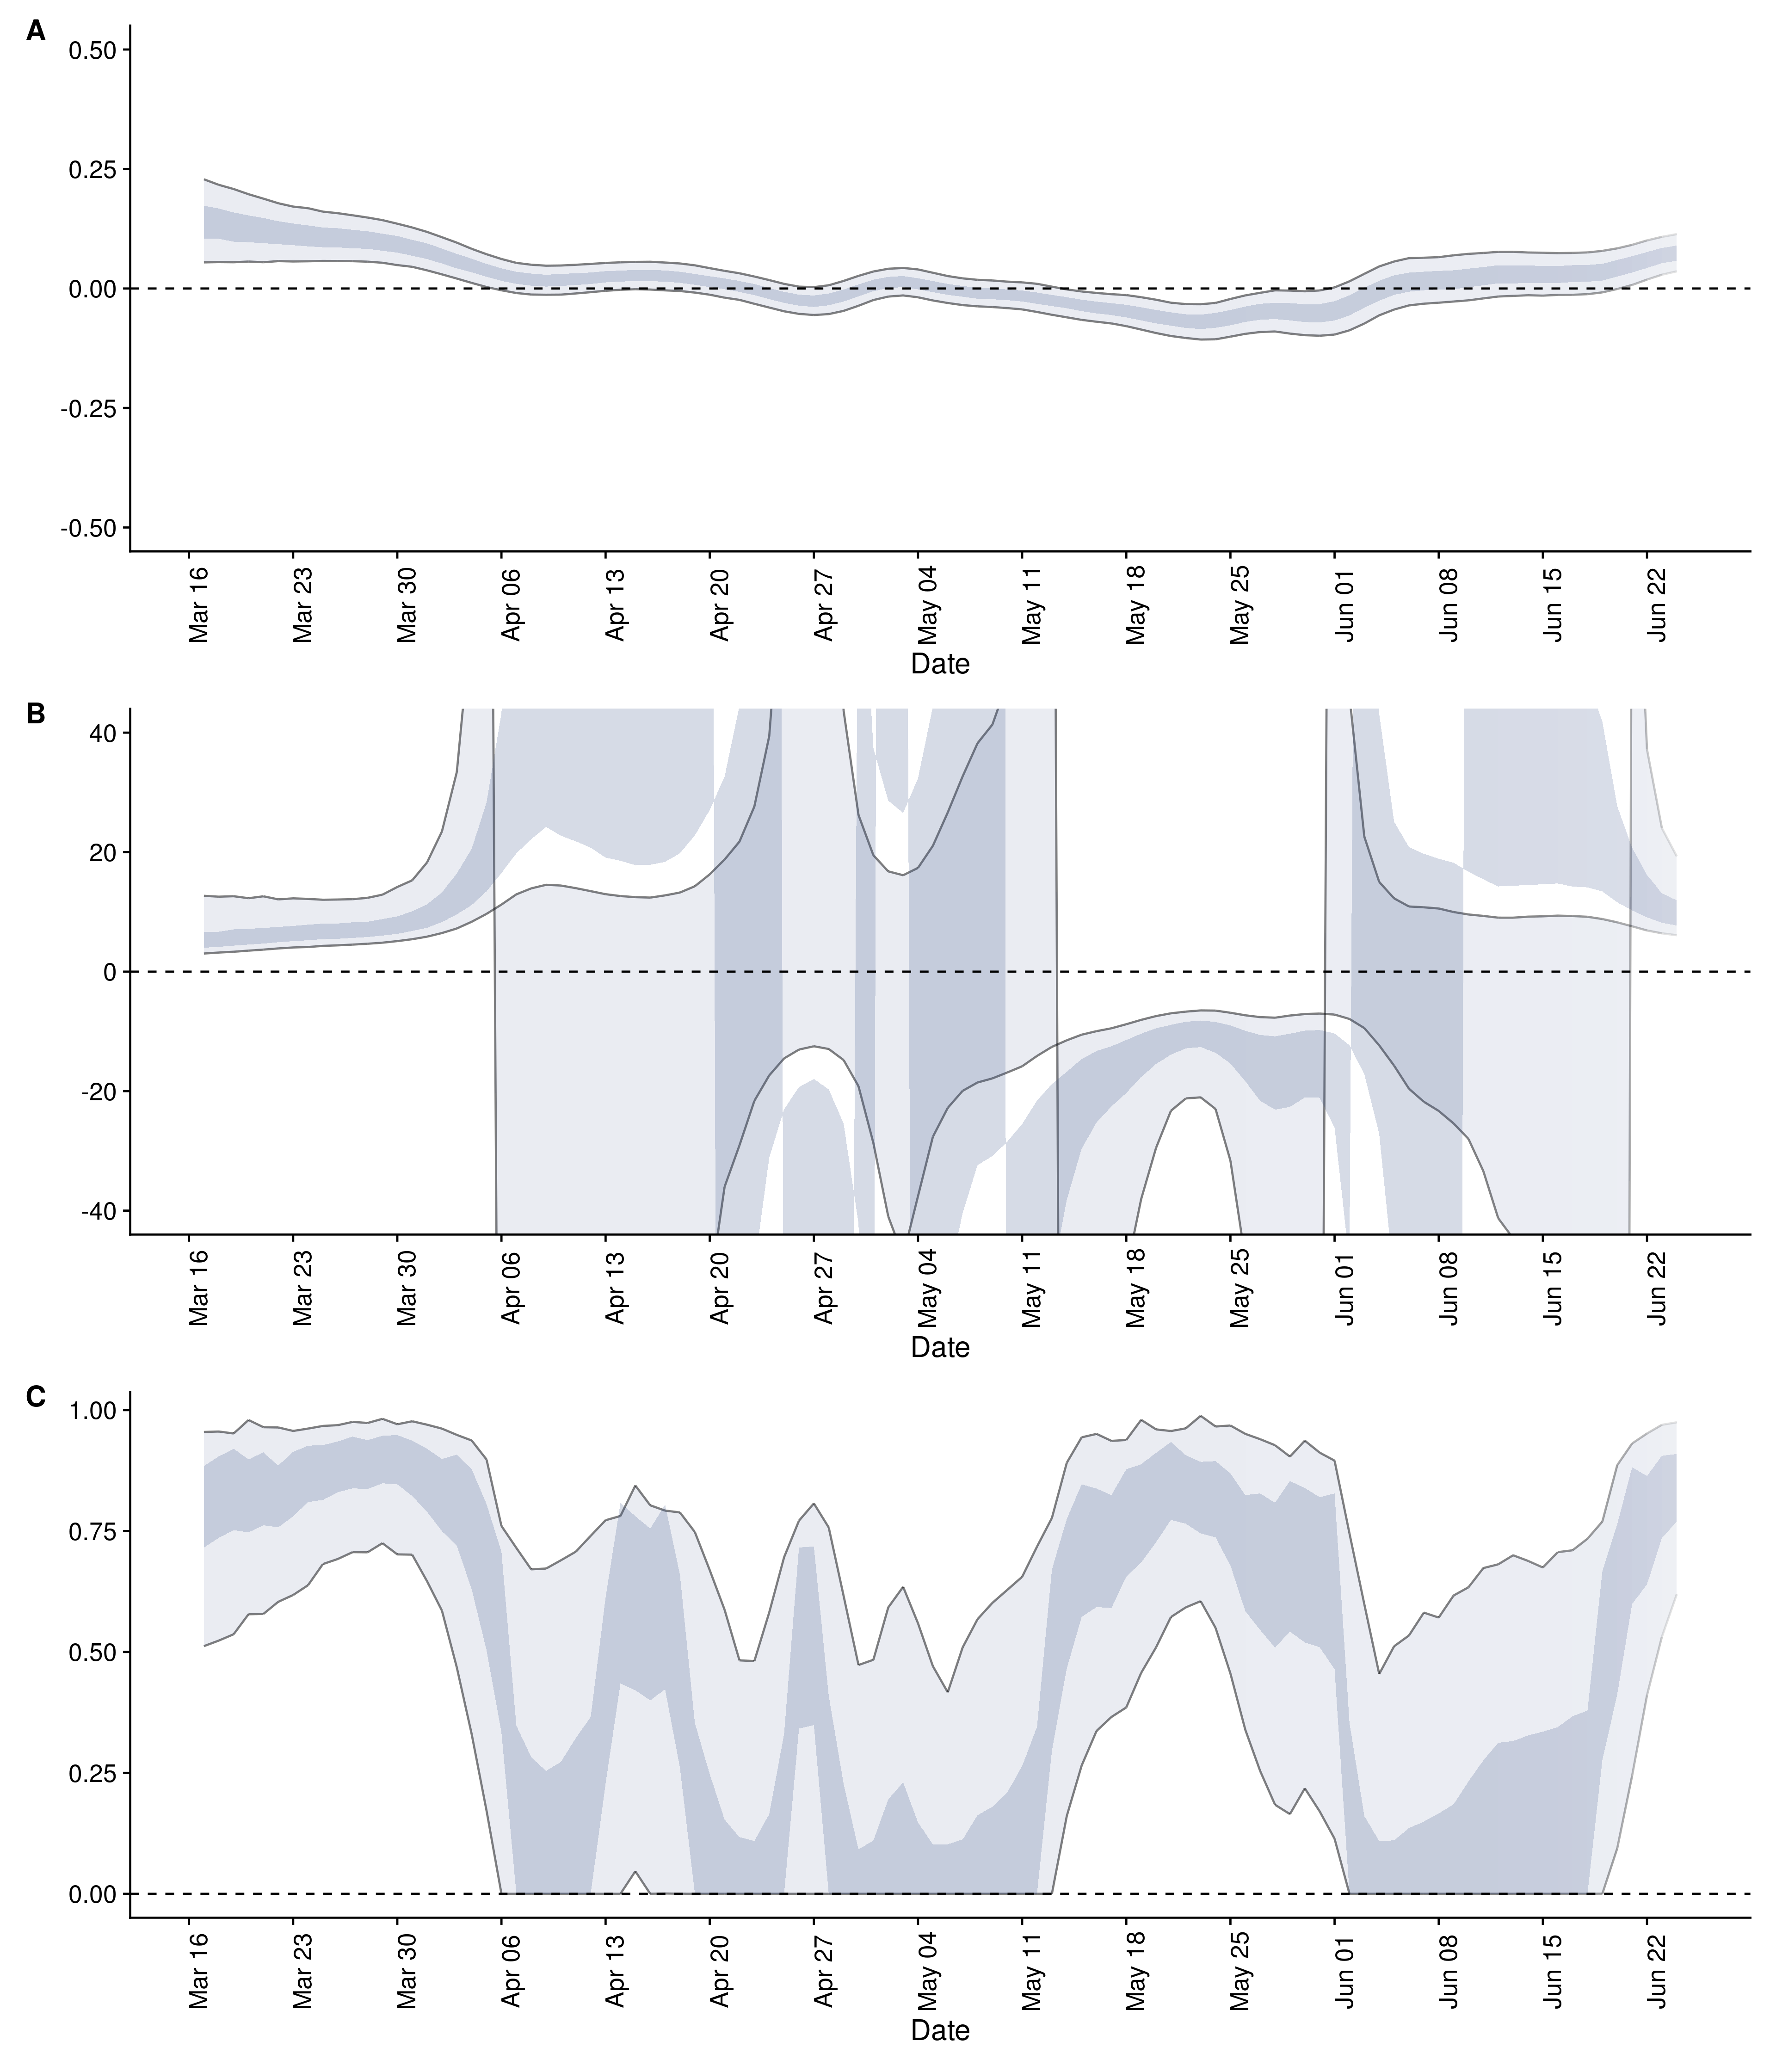 A
0.50
0.25
0.00
-0.25
-0.50
Mar 16
Mar 23
Mar 30
Apr 06
Apr 13
Apr 20
Apr 27
May 04
May 11
May 18
May 25
Jun 01
Jun 08
Jun 15
Jun 22
Date
B
40
20
0
-20
-40
Mar 16
Mar 23
Mar 30
Apr 06
Apr 13
Apr 20
Apr 27
May 04
May 11
May 18
May 25
Jun 01
Jun 08
Jun 15
Jun 22
Date
C
1.00
0.75
0.50
0.25
0.00
Mar 16
Mar 23
Mar 30
Apr 06
Apr 13
Apr 20
Apr 27
May 04
May 11
May 18
May 25
Jun 01
Jun 08
Jun 15
Jun 22
Date